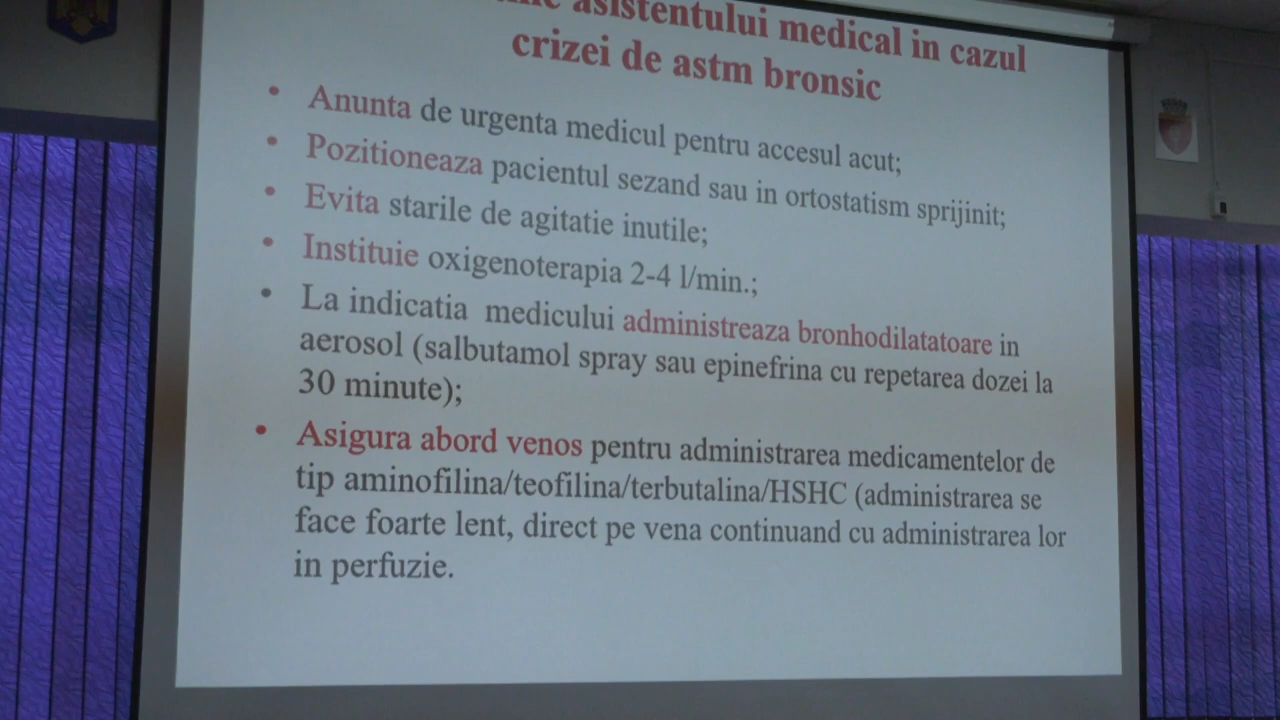 asistentului medical in cazul
crizei de astm bronsic
• Anunta de urgenta medicul pentru accesul acut;
• Pozitioneaza pacientul sezand sau in ortostatism sprijinit;
• Evita starile de agitatie inutile;
• Instituie oxigenoterapia 2-4 l/min.;
• La indicatia medicului administreaza bronhodilatatoare in
aerosol (salbutamol spray sau epinefrina cu repetarea dozei la
30 minute);
• Asigura abord venos pentru administrarea medicamentelor de
tip aminofilina/teofilina/terbutalina/HSHC (administrarea se
face foarte lent, direct pe vena continuand cu administrarea lor
in perfuzie.